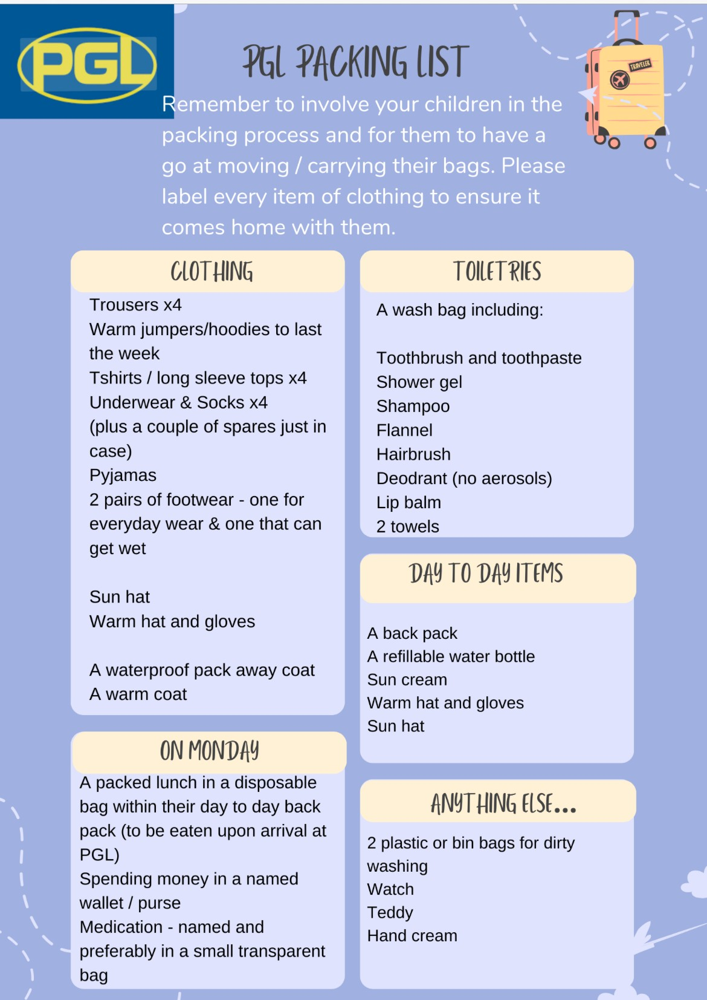 PGL
PGL PACKING LIST
TRAVELER
Remember to involve your children in the
packing process and for them to have a
go at moving / carrying their bags. Please
label every item of clothing to ensure it
comes home with them.
CLOTHING
Trousers x4
Warm jumpers/hoodies to last
the week
Tshirts / long sleeve tops x4
Underwear & Socks x4
(plus a couple of spares just in
case)
Pyjamas
2 pairs of footwear - one for
everyday wear & one that can
get wet
Sun hat
Warm hat and gloves
A waterproof pack away coat
A warm coat
TOILETRIES
A wash bag including:
Toothbrush and toothpaste
Shower gel
Shampoo
Flannel
Hairbrush
Deodrant (no aerosols)
Lip balm
2 towels
DAY TO DAY ITEMS
A back pack
A refillable water bottle
Sun cream
Warm hat and gloves
Sun hat
ON MONDAY
A packed lunch in a disposable
bag within their day to day back
pack (to be eaten upon arrival at
PGL)
Spending money in a named
wallet / purse
Medication - named and
preferably in a small transparent
bag
ANYTHING ELSE...
2 plastic or bin bags for dirty
washing
Watch
Teddy
Hand cream